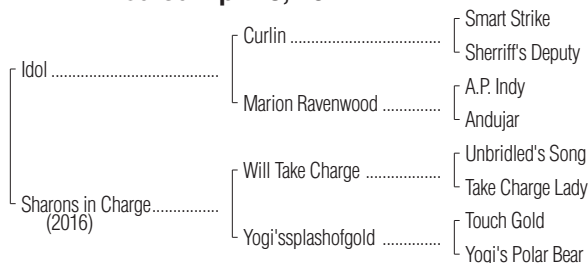 Smart Strike
Curlin
Sherriff's Deputy
Idol
A.P. Indy
Marion Ravenwood
Andujar
Unbridled's Song
Will Take Charge
Take Charge Lady
Sharons in Charge
(2016)
Touch Gold
Yogi'ssplashofgold
Yogi's Polar Bear